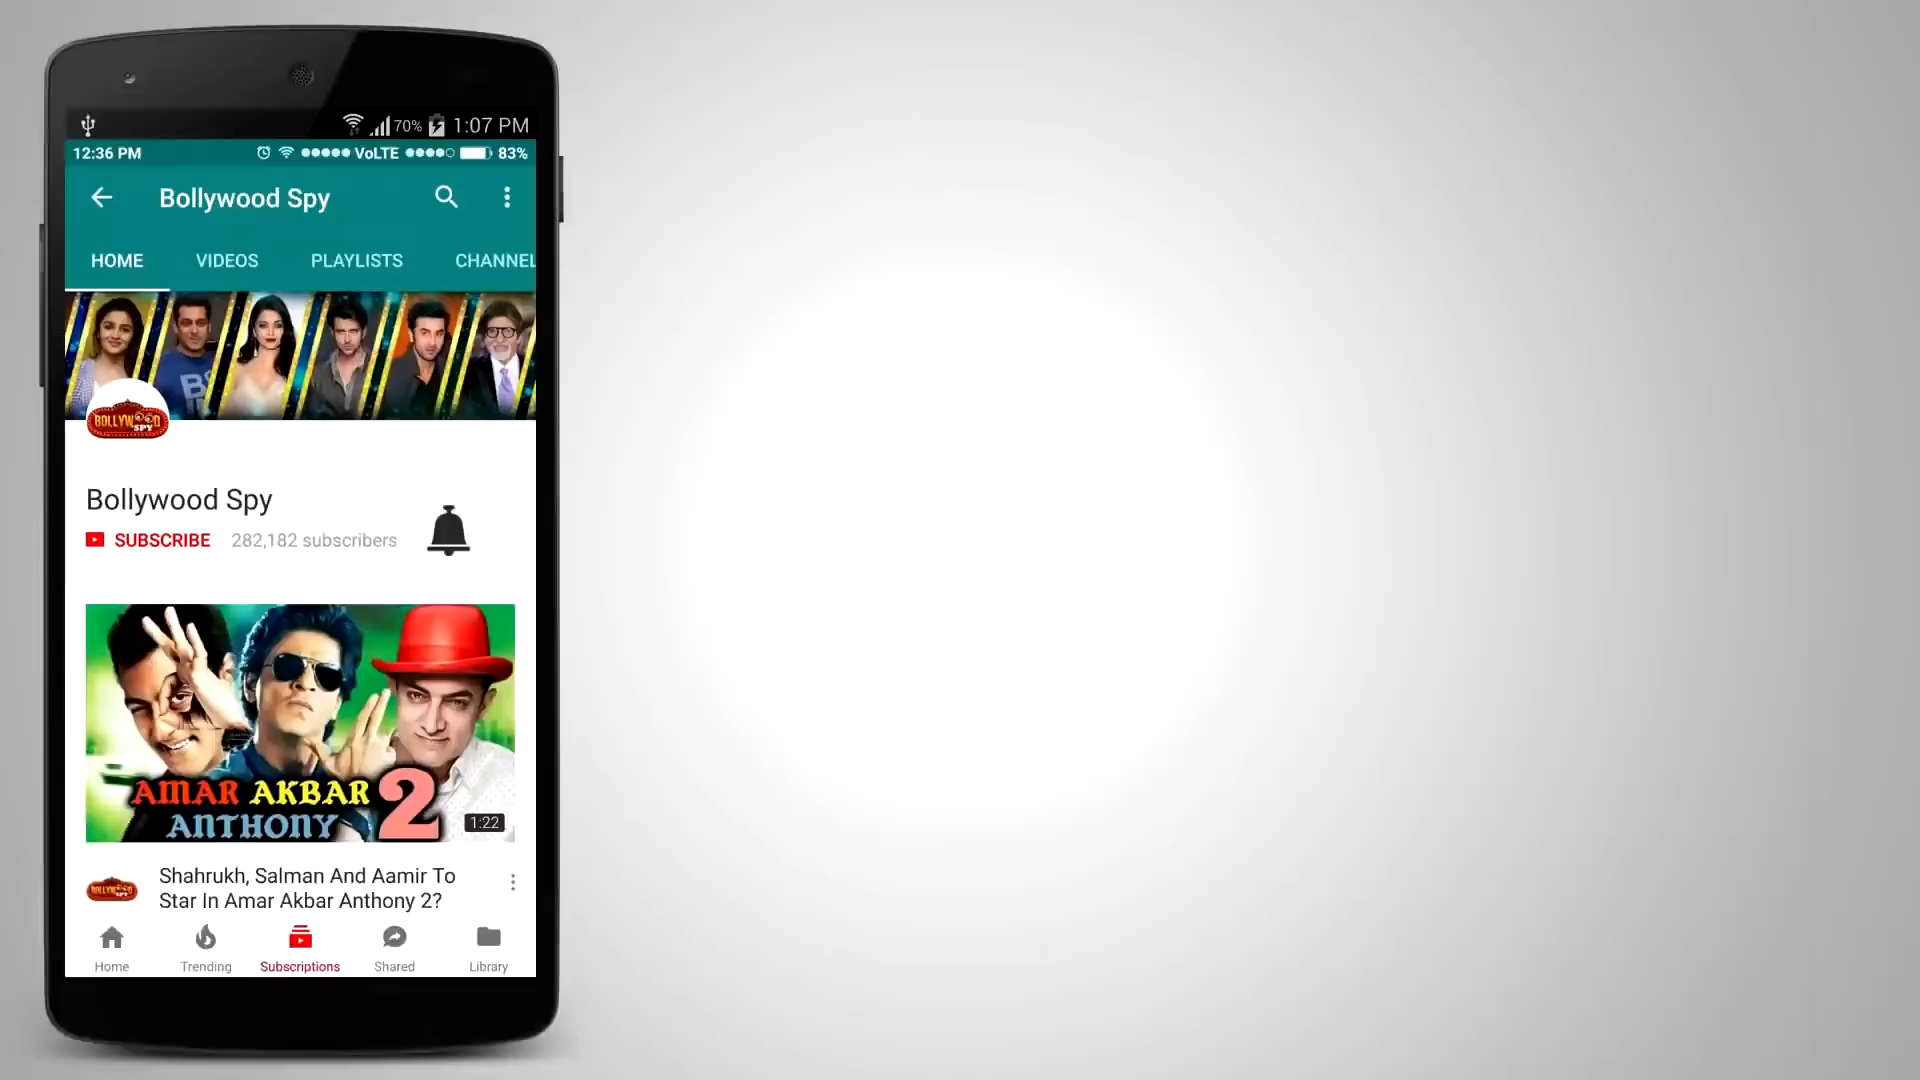 70% 1:07 PM
12:36 PM VoLTE 83%
Bollywood Spy
HOME VIDEOS PLAYLISTS CHANNEL
BOLLYWOOD
SPY
Bollywood Spy
SUBSCRIBE 282,182 subscribers
AMAR AKBAR
ANTHONY 2
1:22
Shahrukh, Salman And Aamir To
Star In Amar Akbar Anthony 2?
Home Trending Subscriptions Shared Library